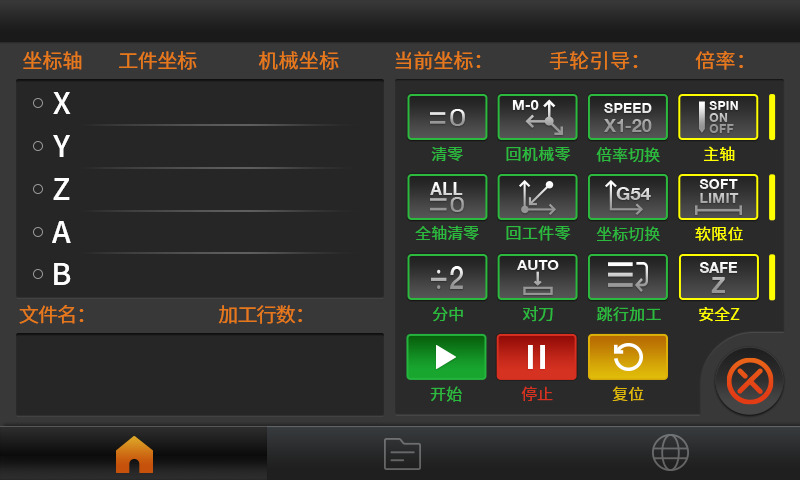 坐标轴 工件坐标 机械坐标 当前坐标: 手轮引导: 倍率:
X
Y
Z
A
B
文件名: 加工行数:
=0 M-0 SPEED X1-20 SPIN ON OFF
清零 回机械零 倍率切换 主轴
ALL =0 G54 SOFT LIMIT
全轴清零 回工件零 坐标切换 软限位
÷2 AUTO SAFE Z
分中 对刀 跳行加工 安全Z
开始 停止 复位